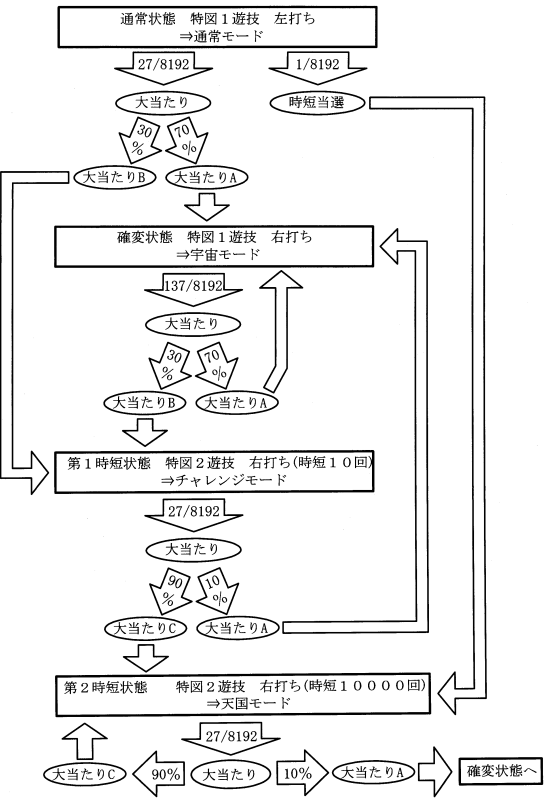 通常状態　特図１遊技　左打ち
⇒通常モード
27/8192
1/8192
大当たり
時短当選
30%
70%
大当たりB
大当たりA
確変状態　特図１遊技　右打ち
⇒宇宙モード
137/8192
大当たり
30%
70%
大当たりB
大当たりA
第１時短状態　特図２遊技　右打ち(時短１０回)
⇒チャレンジモード
27/8192
大当たり
90%
10%
大当たりC
大当たりA
第２時短状態　　特図２遊技　右打ち(時短１００００回)
⇒天国モード
27/8192
大当たりC
90%
大当たり
10%
大当たりA
確変状態へ